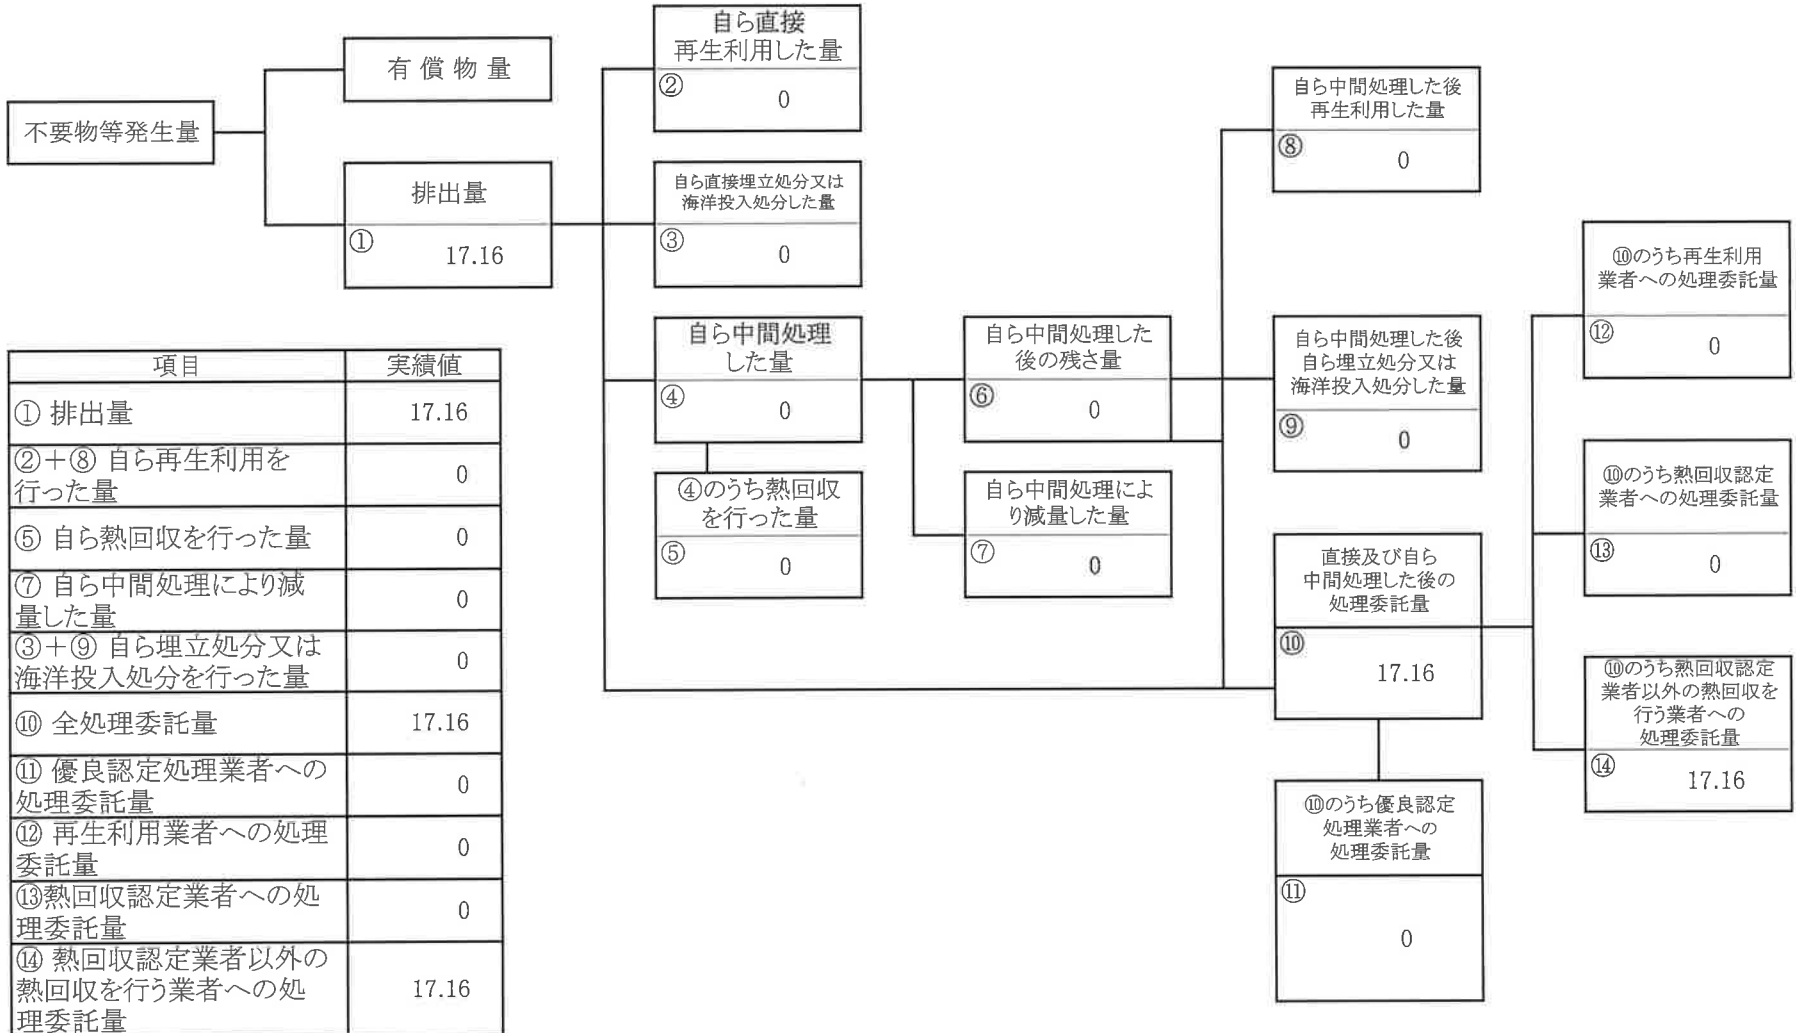 不要物等発生量
有 償 物 量
排出量
①
17.16
自ら直接
再生利用した量
②
0
自ら直接埋立処分又は
海洋投入処分した量
③
0
自ら中間処理
した量
④
0
④のうち熱回収
を行った量
⑤
0
自ら中間処理した
後の残さ量
⑥
0
自ら中間処理によ
り減量した量
⑦
0
自ら中間処理した後
再生利用した量
⑧
0
自ら中間処理した後
自ら埋立処分又は
海洋投入処分した量
⑨
0
直接及び自ら
中間処理した後の
処理委託量
⑩
17.16
⑩のうち優良認定
処理業者への
処理委託量
⑪
0
⑩のうち再生利用
業者への処理委託量
⑫
0
⑩のうち熱回収認定
業者への処理委託量
⑬
0
⑩のうち熱回収認定
業者以外の熱回収を
行う業者への
処理委託量
⑭
17.16
項目 実績値
① 排出量 17.16
②＋⑧ 自ら再生利用を
行った量 0
⑤ 自ら熱回収を行った量 0
⑦ 自ら中間処理により減
量した量 0
③＋⑨ 自ら埋立処分又は
海洋投入処分を行った量 0
⑩ 全処理委託量 17.16
⑪ 優良認定処理業者への
処理委託量 0
⑫ 再生利用業者への処理
委託量 0
⑬熱回収認定業者への処
理委託量 0
⑭ 熱回収認定業者以外の
熱回収を行う業者への処
理委託量 17.16